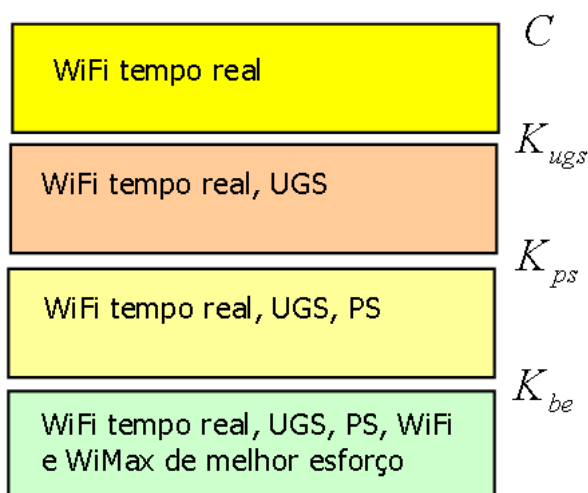 C
WiFi tempo real
K_ugs
WiFi tempo real, UGS
K_ps
WiFi tempo real, UGS, PS
K_be
WiFi tempo real, UGS, PS, WiFi
e WiMax de melhor esforço